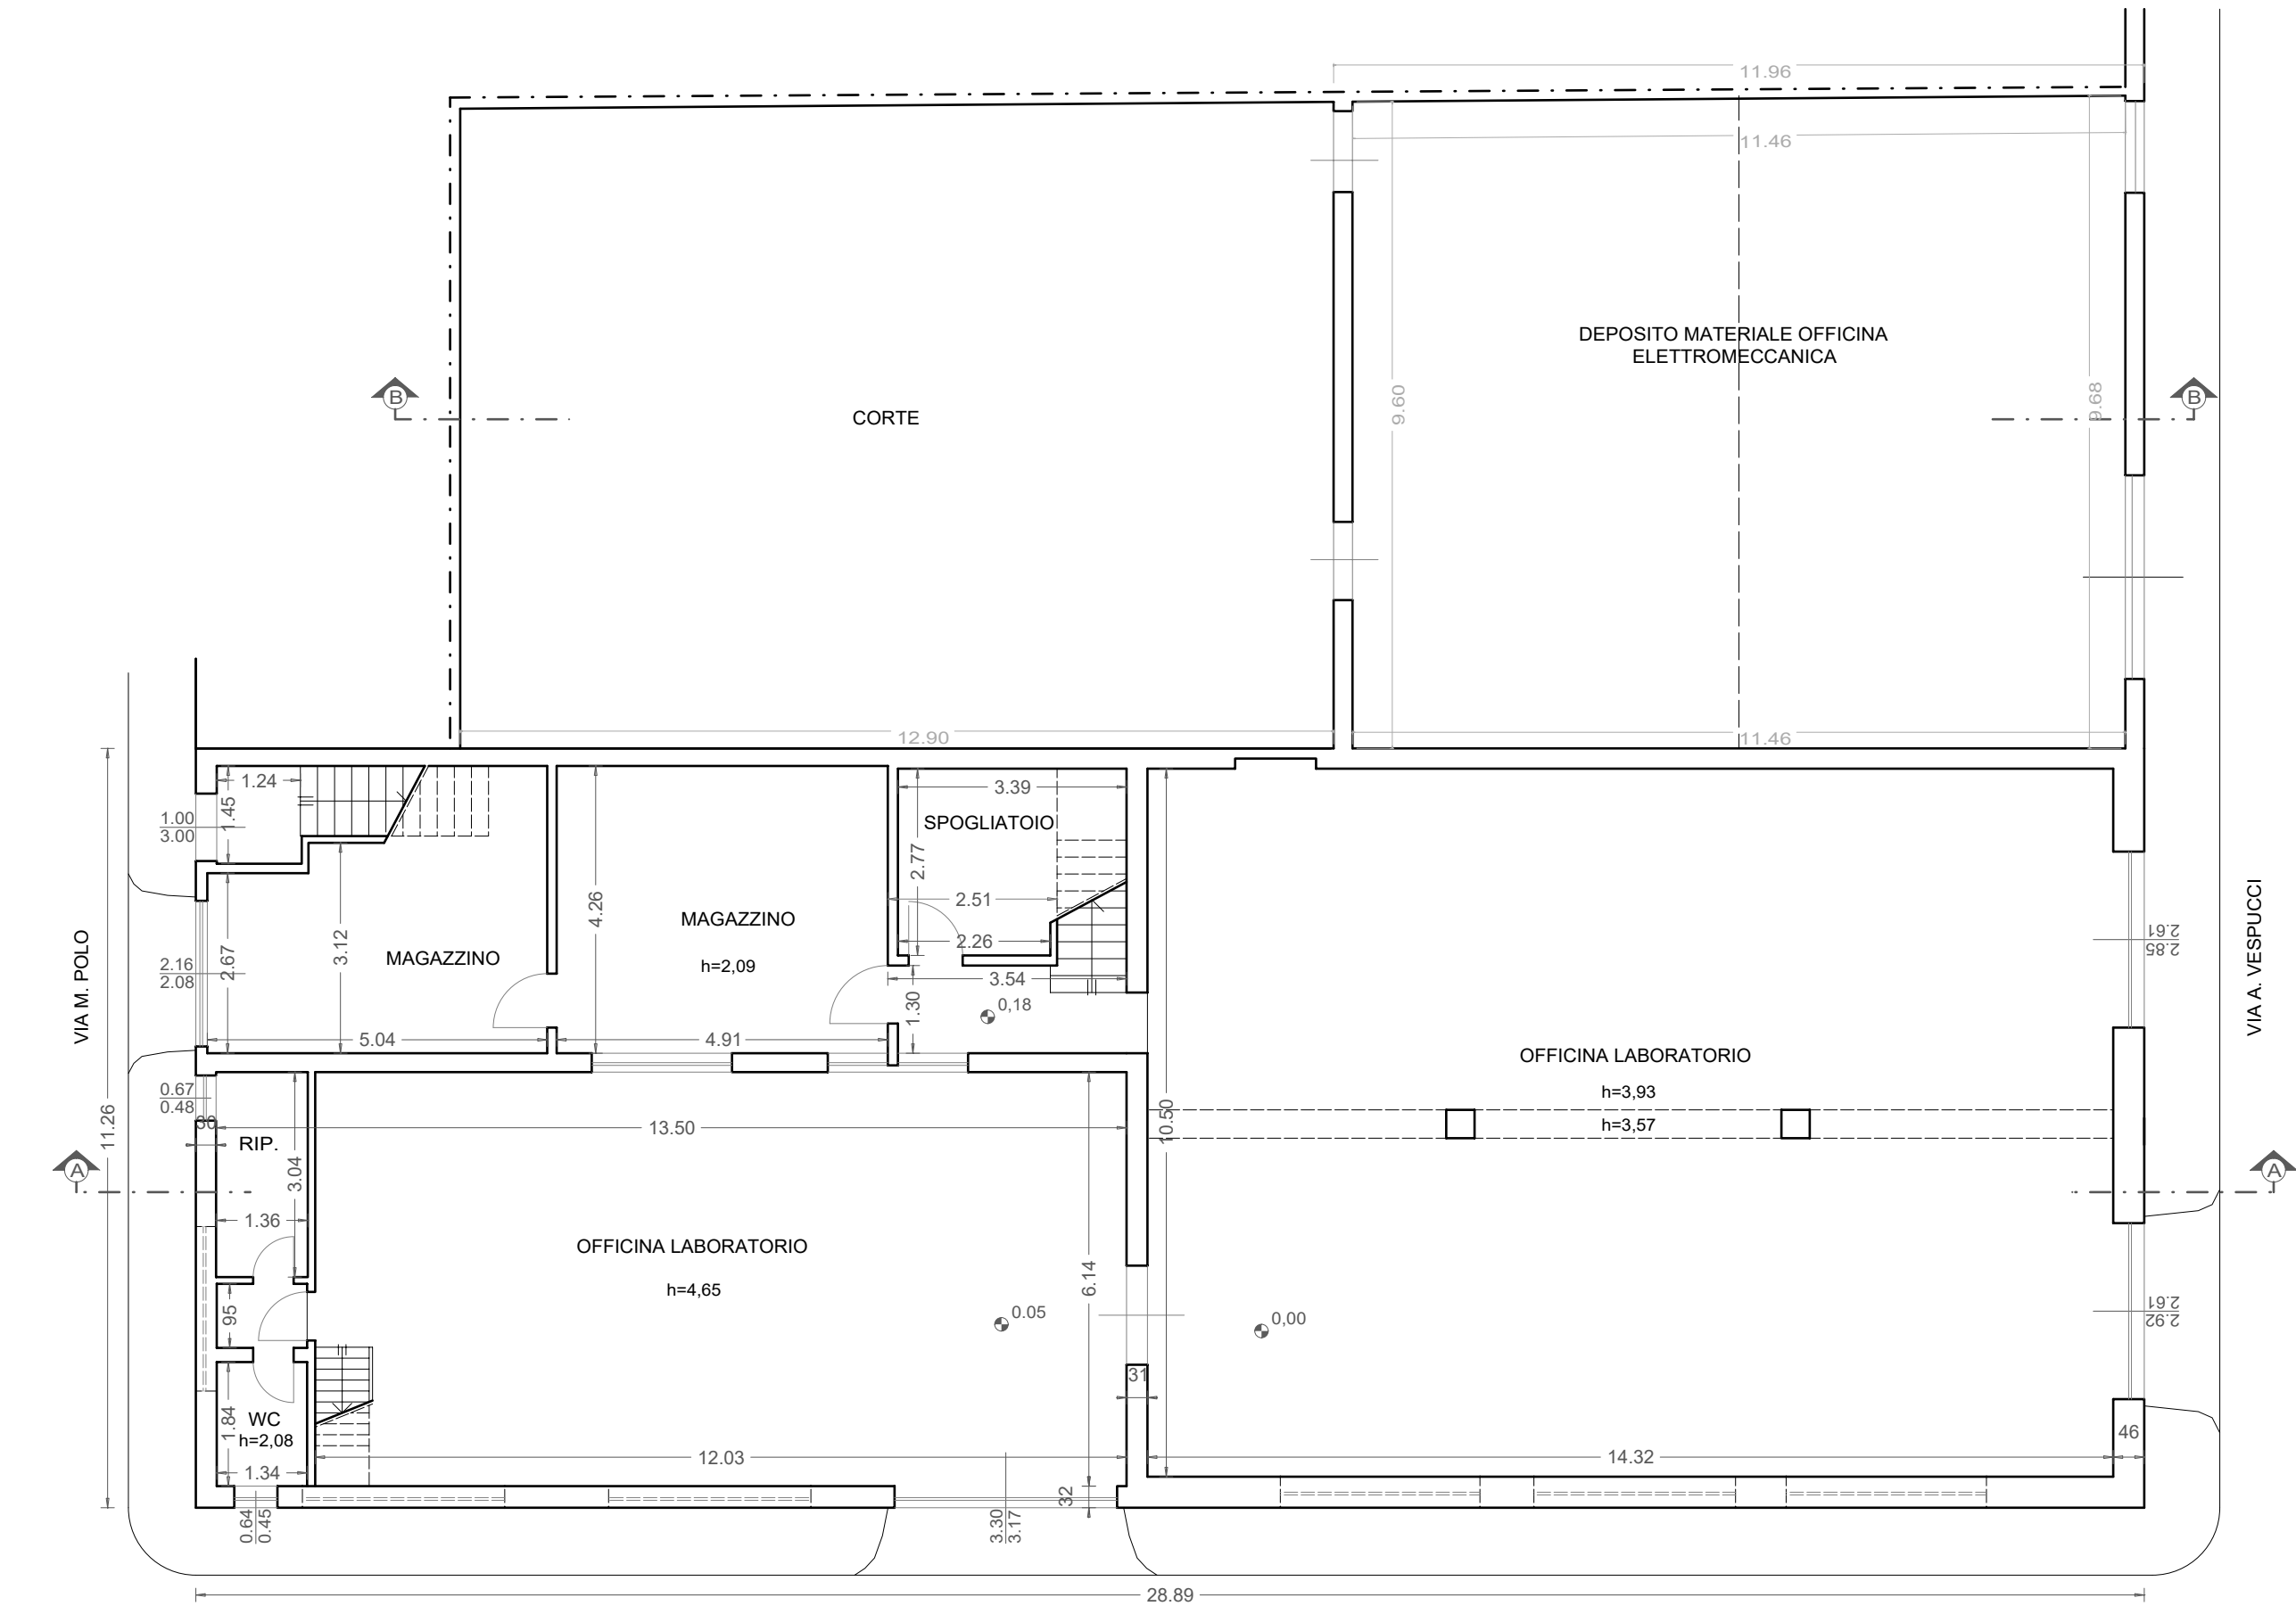 11.96
11.46
DEPOSITO MATERIALE OFFICINA
ELETTROMECCANICA
B
B
9.60
9.68
CORTE
12.90
11.46
1.24
1.45
3.39
1.00
3.00
SPOGLIATOIO
2.77
2.51
4.26
MAGAZZINO
h=2,09
2.26
3.54
2.16
2.08
2.67
3.12
MAGAZZINO
1.30
0,18
5.04
4.91
VIA M. POLO
VIA A. VESPUCCI
2.61
2.85
OFFICINA LABORATORIO
h=3,93
h=3,57
10.50
0.67
0.48
36
11.26
13.50
RIP.
3.04
A
A
1.36
OFFICINA LABORATORIO
h=4,65
6.14
95
0.05
0,00
2.61
2.92
31
1.84
WC
h=2,08
1.34
12.03
14.32
46
32
0.64
0.45
3.30
3.17
28.89